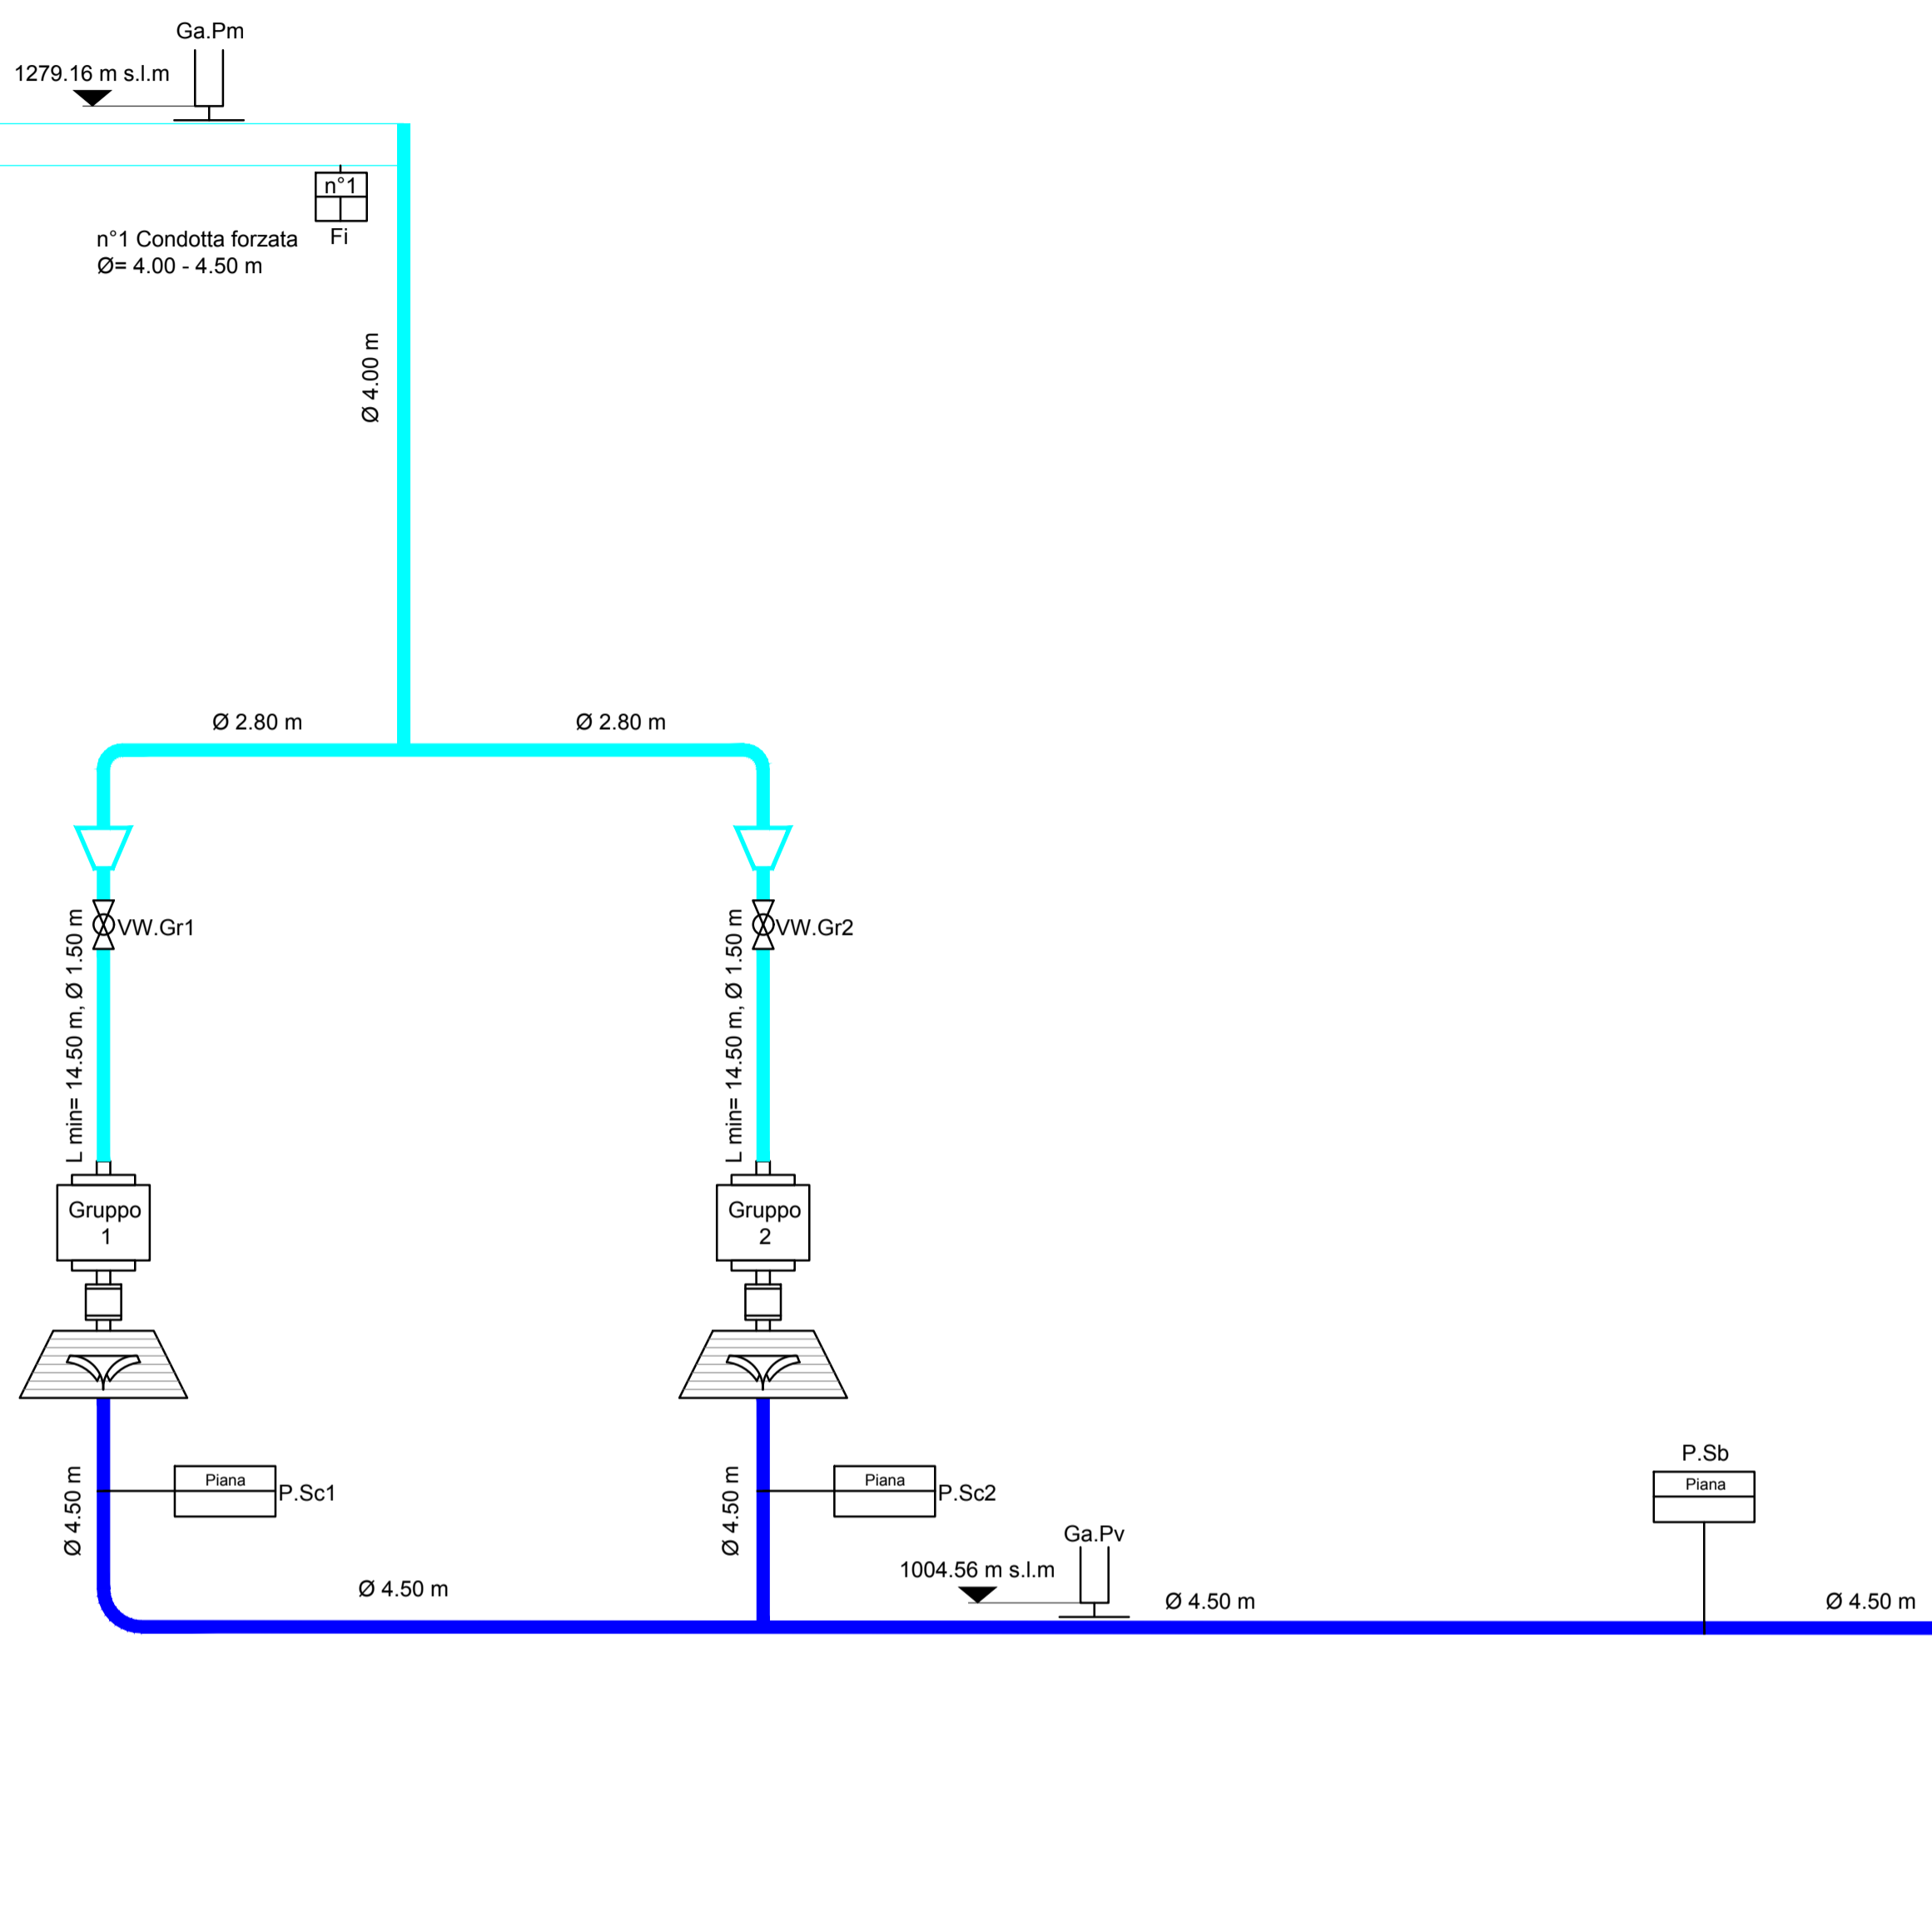 Ga.Pm
1279.16 m s.l.m
n°1
Fi
n°1 Condotta forzata
Ø= 4.00 - 4.50 m
Ø 4.00 m
Ø 2.80 m
Ø 2.80 m
VW.Gr1
VW.Gr2
L min= 14.50 m, Ø 1.50 m
L min= 14.50 m, Ø 1.50 m
Gruppo
1
Gruppo
2
P.Sb
Piana
Piana
P.Sc1
Piana
P.Sc2
Ø 4.50 m
Ø 4.50 m
Ga.Pv
1004.56 m s.l.m
Ø 4.50 m
Ø 4.50 m
Ø 4.50 m